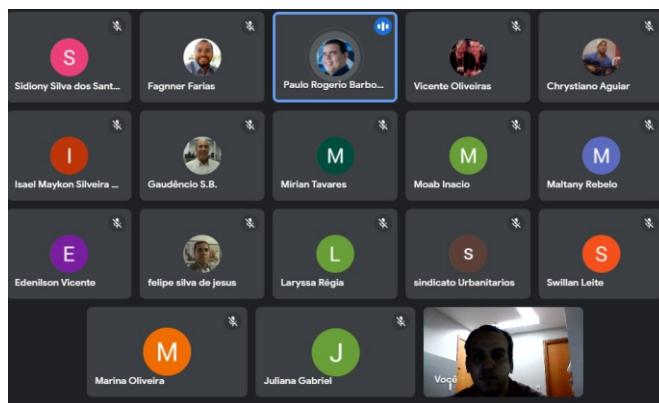 S
Sidiony Silva dos Sant...
Fagnner Farias
Paulo Rogerio Barbo...
Vicente Oliveiras
Chrystiano Aguiar
I
Isael Maykon Silveira ...
Gaudêncio S.B.
M
Mirian Tavares
M
Moab Inacio
M
Maltany Rebelo
E
Edenilson Vicente
felipe silva de jesus
L
Laryssa Régia
s
sindicato Urbanitarios
S
Swillan Leite
M
Marina Oliveira
J
Juliana Gabriel
Você